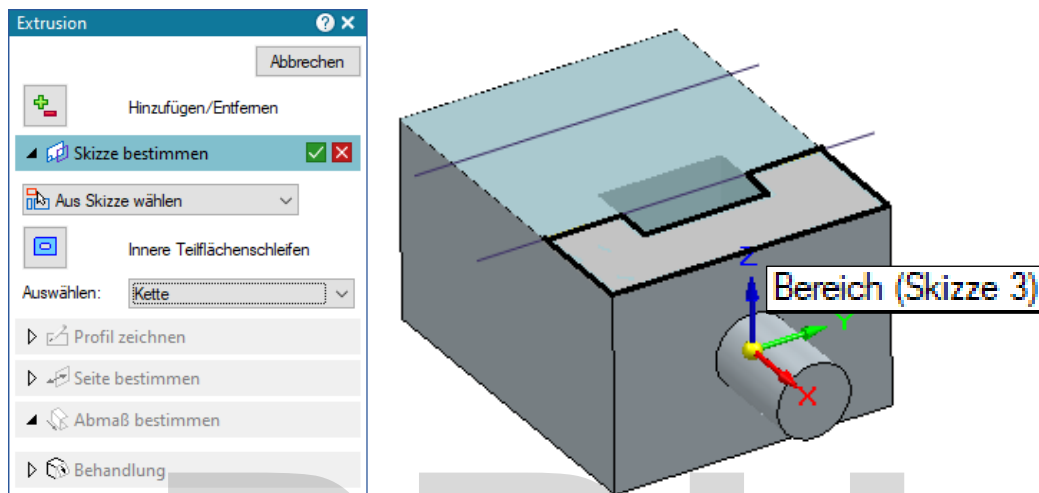 Extrusion
Abbrechen
Hinzufügen/Entfernen
Skizze bestimmen
Aus Skizze wählen
Innere Teilflächenschleifen
Auswählen: Kette
Profil zeichnen
Seite bestimmen
Abmaß bestimmen
Behandlung
Z
Bereich (Skizze 3)
Y
X